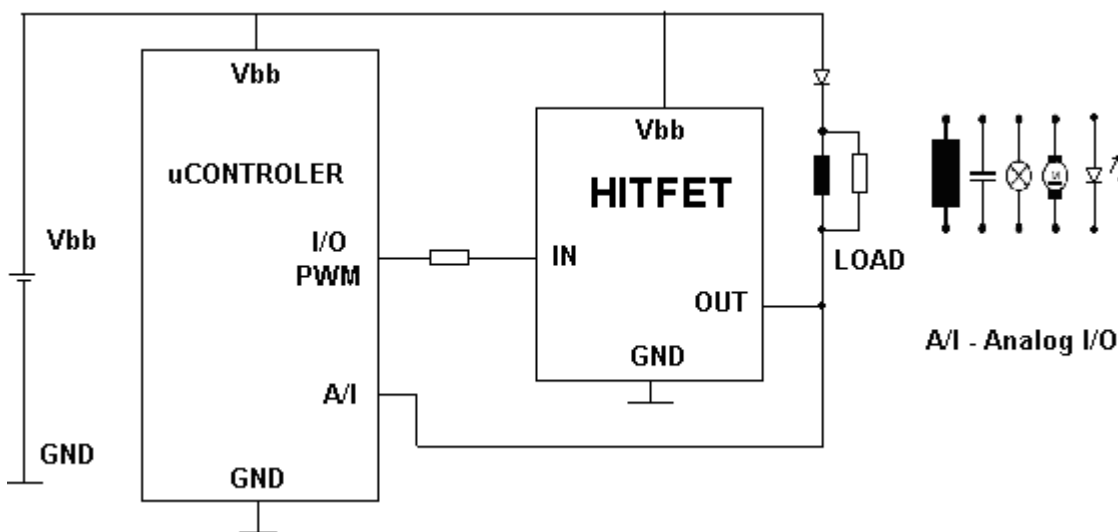 Vbb
uCONTROLER
I/O
PWM
A/I
GND
Vbb
GND
Vbb
HITFET
IN
OUT
GND
LOAD
M
A/I - Analog I/O